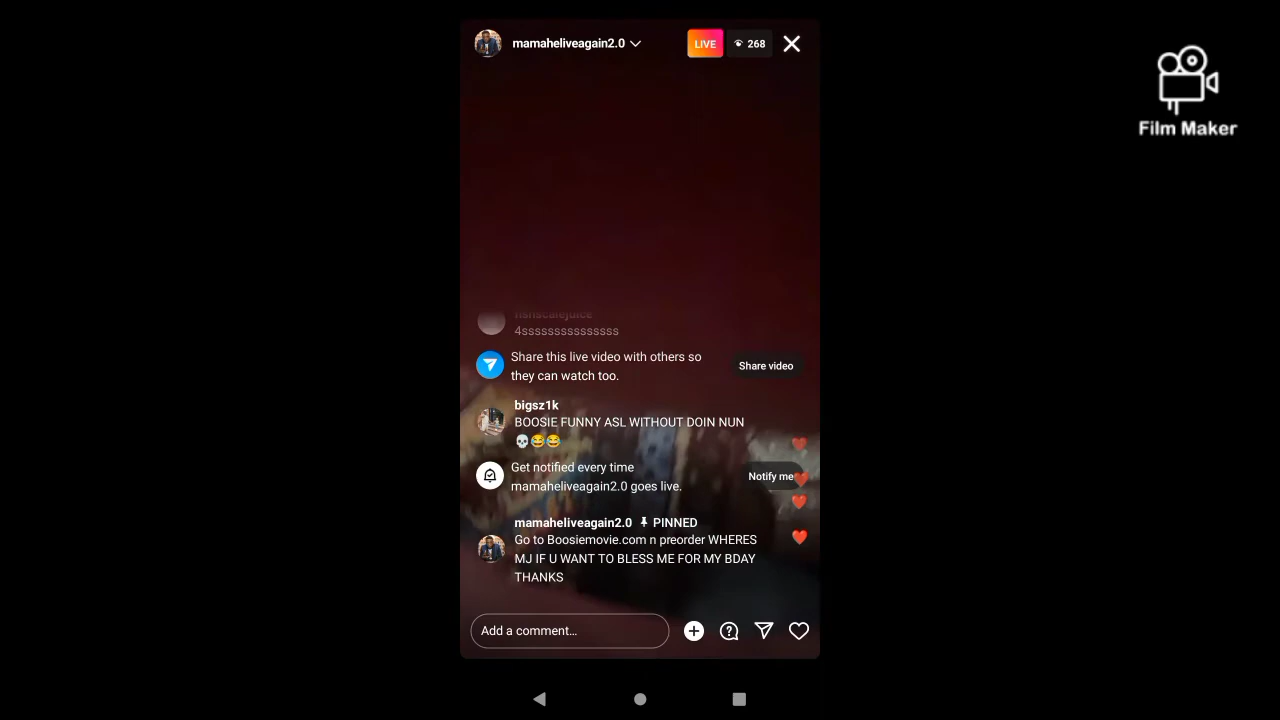 mamaheliveagain2.0
LIVE
268
Film Maker
4sssssssssssssss
Share this live video with others so
they can watch too.
Share video
bigsz1k
BOOSIE FUNNY ASL WITHOUT DOIN NUN
💀😂😂
Get notified every time
mamaheliveagain2.0 goes live.
Notify me
mamaheliveagain2.0 PINNED
Go to Boosiemovie.com n preorder WHERES
MJ IF U WANT TO BLESS ME FOR MY BDAY
THANKS
Add a comment...